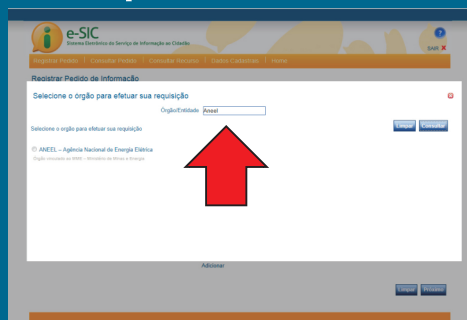 e-SIC
Sistema Eletrônico do Serviço de Informação ao Cidadão
SAIR X
Registrar Pedido | Consultar Pedido | Consultar Recurso | Dados Cadastrais | Home
Registrar Pedido de Informação
Selecione o órgão para efetuar sua requisição
Órgão/Entidade Aneel
Selecione o orgão para efetuar sua requisição
Limpar Consultar
ANEEL – Agência Nacional de Energia Elétrica
Órgão vinculado ao MME – Ministério de Minas e Energia
Adicionar
Limpar Próximo